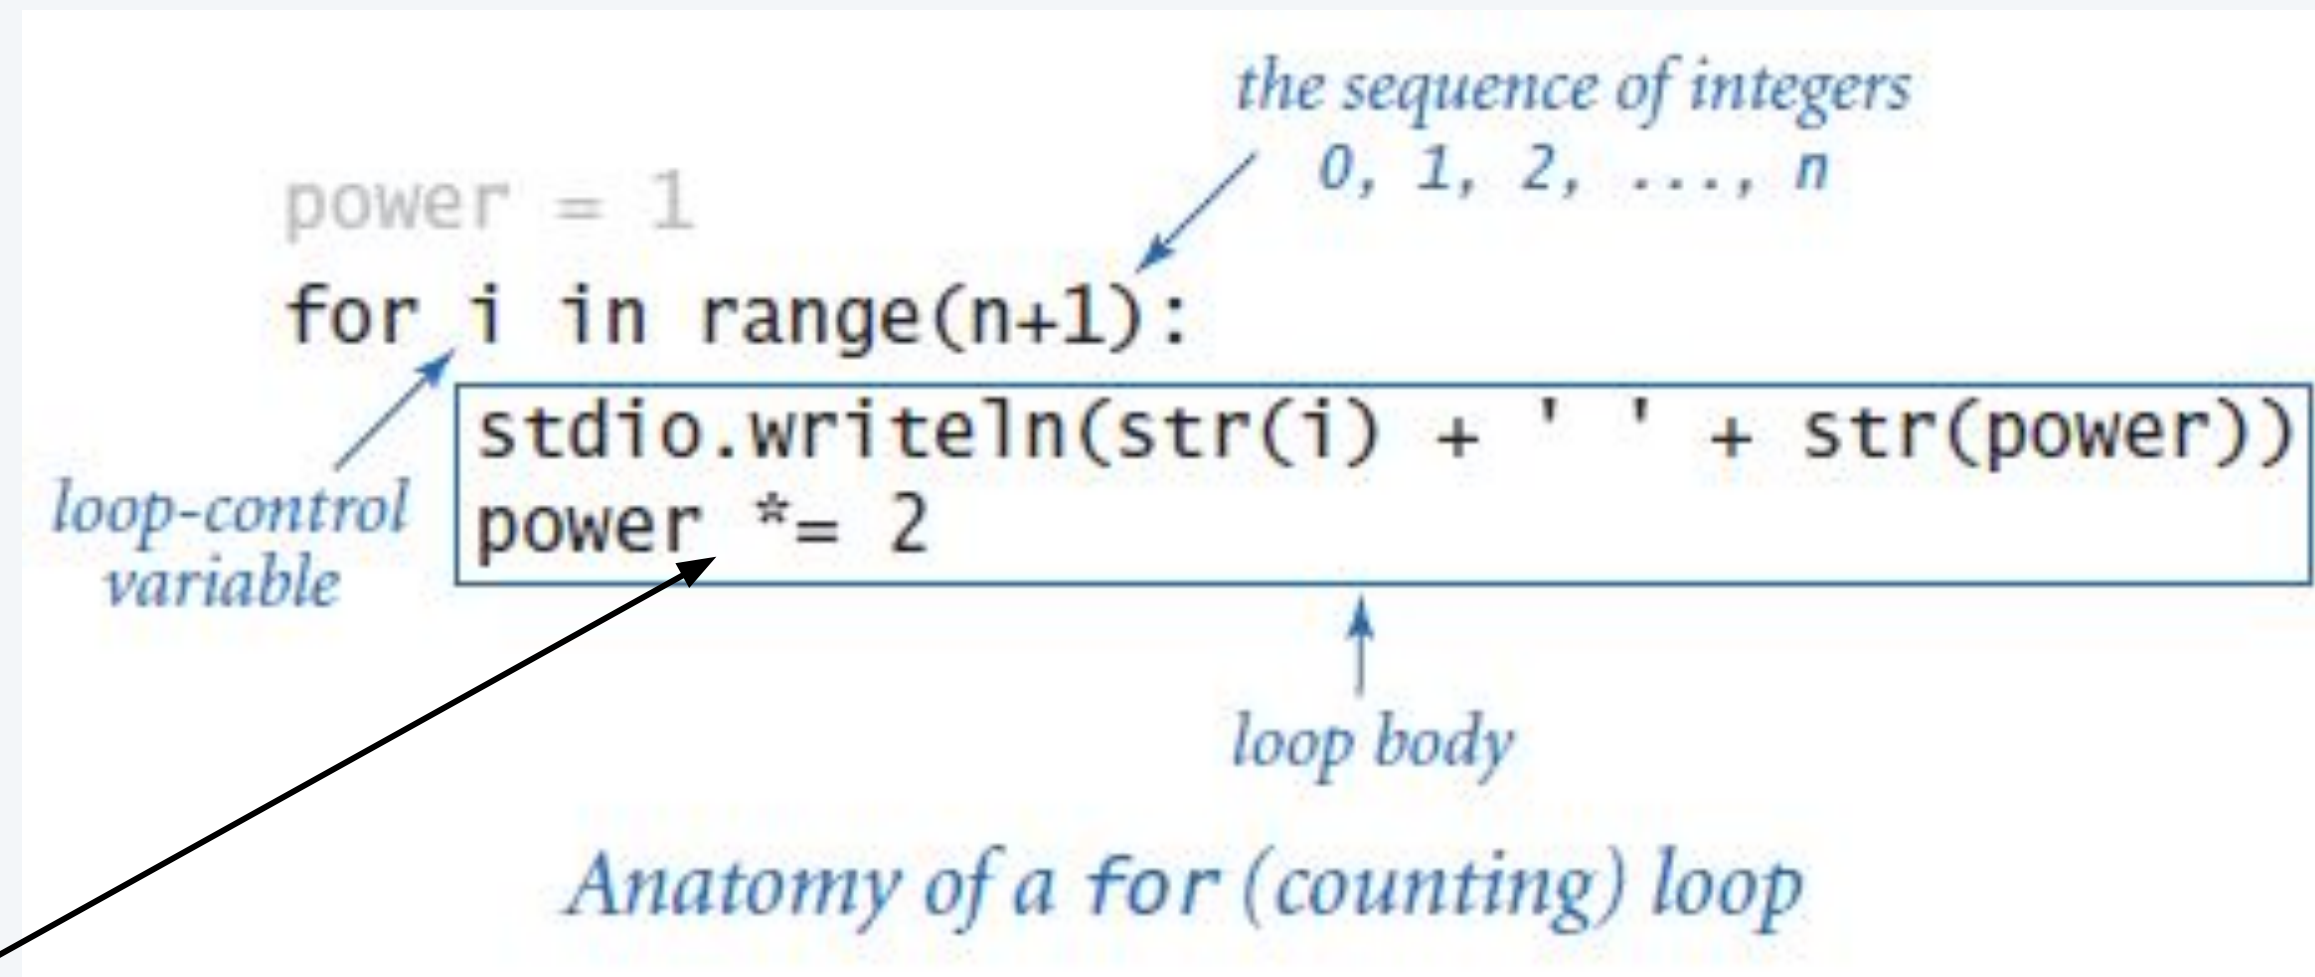 the sequence of integers
0, 1, 2, ..., n
power = 1
for i in range(n+1):
stdio.writeln(str(i) + ' ' + str(power))
power *= 2
loop-control
variable
loop body
Anatomy of a for (counting) loop